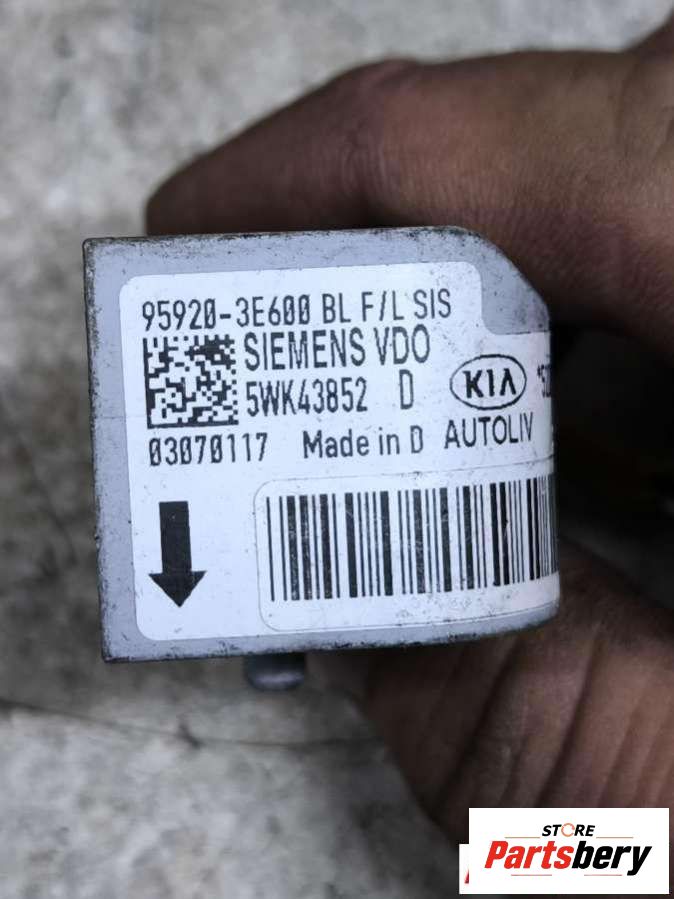 95920-3E600 BL F/L SIS
SIEMENS VDO
5WK43852 D
KIA
03070117 Made in D AUTOLIV
STORE
Partsbery